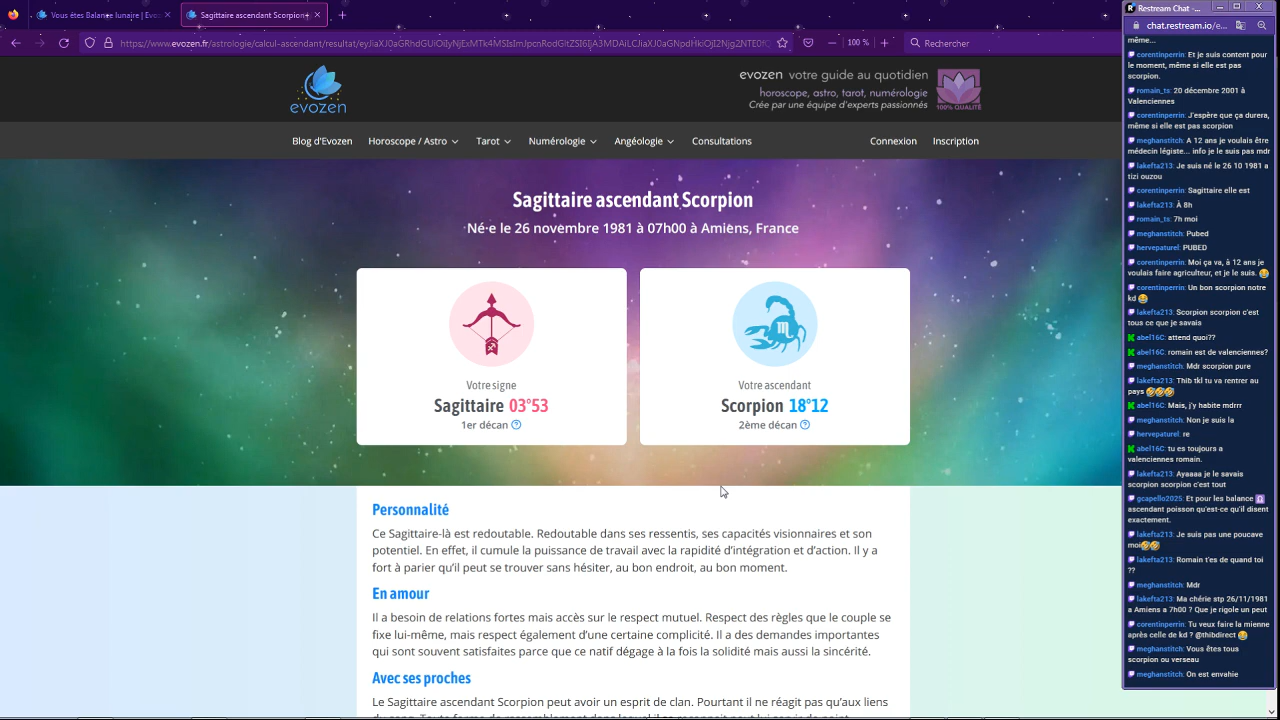 Vous êtes Balance lunaire |
Sagittaire ascendant Scorpion
Restream Chat - ...
https://www.evozen.fr/astrologie/calcul-ascendant/resultat/
100 %
Rechercher
chat.restream.io/e...
evozen
evozen votre guide au quotidien
horoscope, astro, tarot, numérologie
Crée par une équipe d'experts passionnés
100% QUALITÉ
Blog d'Evozen
Horoscope / Astro
Tarot
Numérologie
Angéologie
Consultations
Connexion
Inscription
Sagittaire ascendant Scorpion
Né·e le 26 novembre 1981 à 07h00 à Amiens, France
Votre signe
Sagittaire 03°53
1er décan
Votre ascendant
Scorpion 18°12
2ème décan
Personnalité
Ce Sagittaire-là est redoutable. Redoutable dans ses ressentis, ses capacités visionnaires et son
potentiel. En effet, il cumule la puissance de travail avec la rapidité d'intégration et d'action. Il y a
fort à parier qu'il puisse se trouver sans hésiter, au bon endroit, au bon moment.
En amour
Il a besoin de relations fortes mais accès sur le respect mutuel. Respect des règles que le couple se
fixe lui-même, mais respect également d'une certaine complicité. Il a des demandes importantes
qui sont souvent satisfaites parce que ce natif dégage à la fois la solidité mais aussi la sincérité.
Avec ses proches
Le Sagittaire ascendant Scorpion peut avoir un esprit de clan. Pourtant il ne réagit pas qu'aux liens
même...
corentinperrin: Et je suis content pour
le moment, même si elle est pas
scorpion.
romain_ts: 20 décembre 2001 à
Valenciennes
corentinperrin: J'espère que ça durera,
même si elle est pas scorpion
meghanstitch: A 12 ans je voulais être
médecin légiste... info je le suis pas mdr
lakefta213: Je suis né le 26 10 1981 a
tizi ouzou
corentinperrin: Sagittaire elle est
lakefta213: À 8h
romain_ts: 7h moi
meghanstitch: Pubed
hervepaturel: PUBED
corentinperrin: Moi ça va, à 12 ans je
voulais faire agriculteur, et je le suis. 😂
corentinperrin: Un bon scorpion notre
kd 😂
lakefta213: Scorpion scorpion c'est
tous ce que je savais
abel16C: attend quoi??
abel16C: romain est de valenciennes?
meghanstitch: Mdr scorpion pure
lakefta213: Thib tkl tu va rentrer au
pays 🤣🤣🤣
abel16C: Mais, j'y habite mdrrr
meghanstitch: Non je suis la
hervepaturel: re
abel16C: tu es toujours a
valenciennes romain.
lakefta213: Ayaaaa je le savais
scorpion scorpion c'est tout
gcapello2025: Et pour les balance ♎
ascendant poisson qu'est-ce qu'il disent
exactement.
lakefta213: Je suis pas une poucave
moi🤣🤣
lakefta213: Romain t'es de quand toi
??
meghanstitch: Mdr
lakefta213: Ma chérie stp 26/11/1981
a Amiens a 7h00 ? Que je rigole un peut
corentinperrin: Tu veux faire la mienne
après celle de kd ? @thibdirect 😂
meghanstitch: Vous êtes tous
scorpion ou verseau
meghanstitch: On est envahie